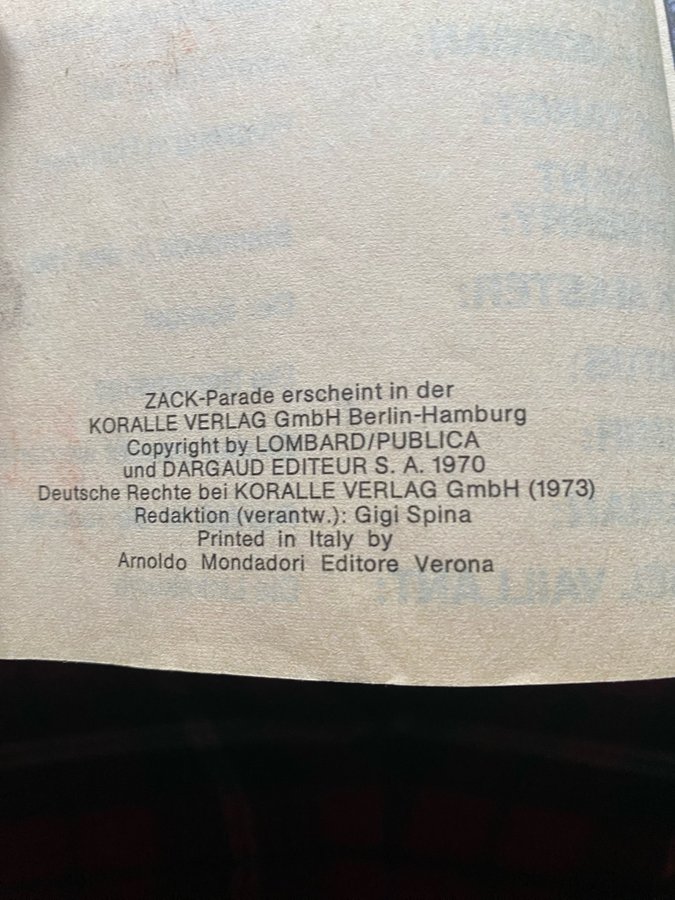 ZACK-Parade erscheint in der
KORALLE VERLAG GmbH Berlin-Hamburg
Copyright by LOMBARD/PUBLICA
und DARGAUD EDITEUR S. A. 1970
Deutsche Rechte bei KORALLE VERLAG GmbH (1973)
Redaktion (verantw.): Gigi Spina
Printed in Italy by
Arnoldo Mondadori Editore Verona